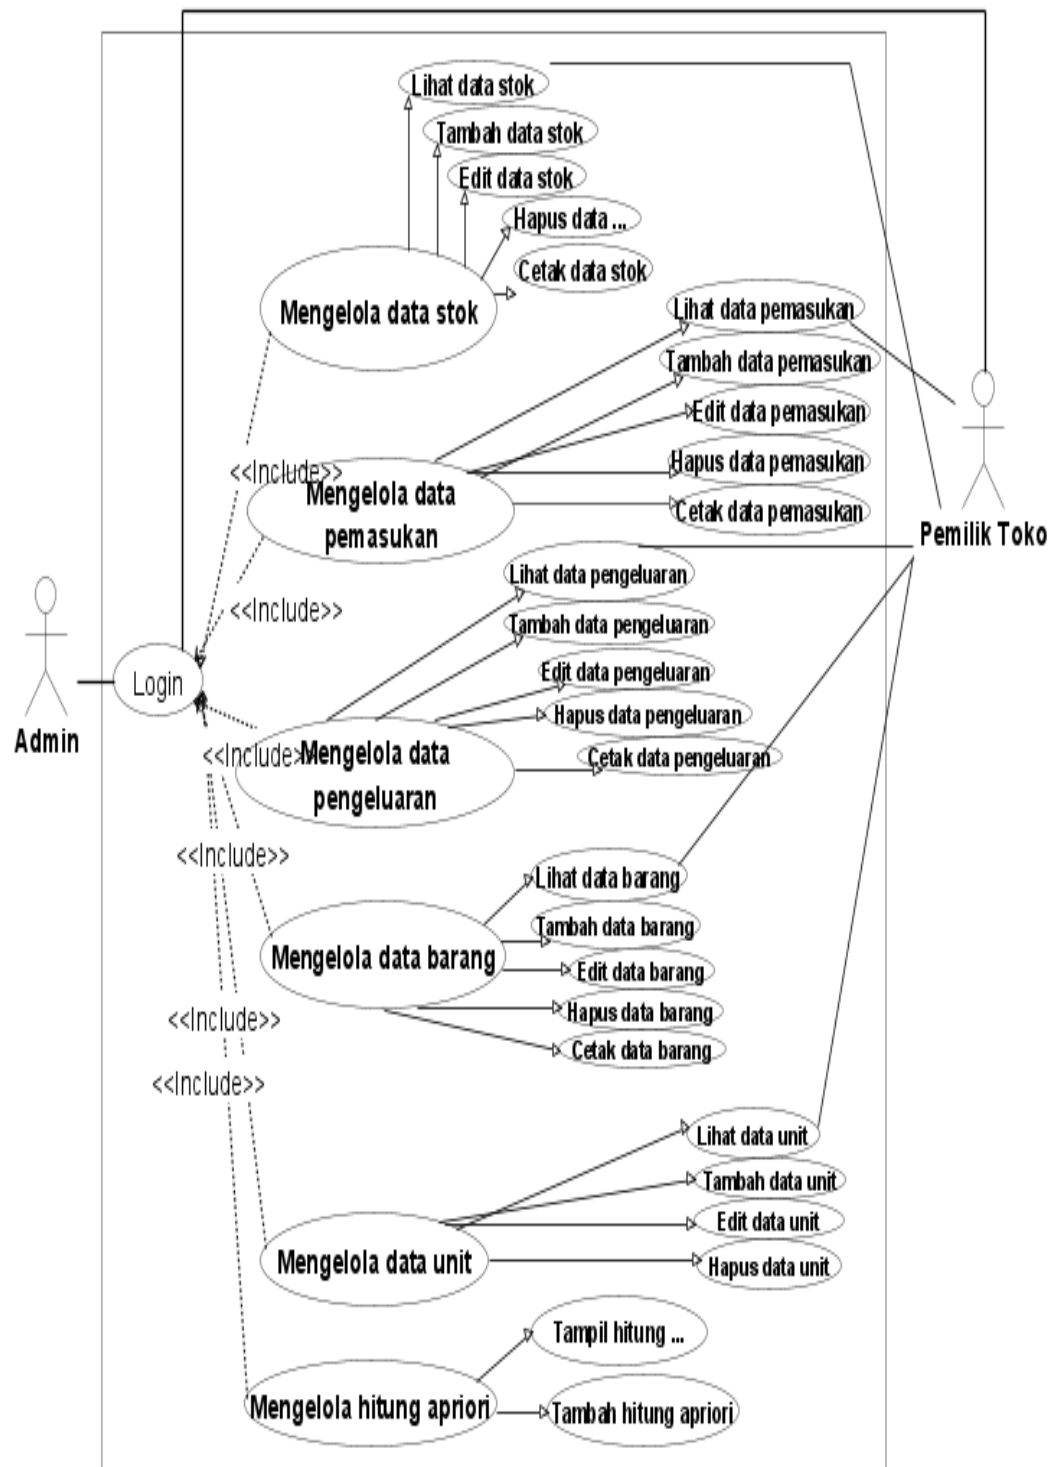 Lihat data stok
Tambah data stok
Edit data stok
Hapus data ...
Cetak data stok
Mengelola data stok
Lihat data pemasukan
Tambah data pemasukan
Edit data pemasukan
Hapus data pemasukan
Cetak data pemasukan
<<Include>>
Mengelola data
pemasukan
Pemilik Toko
Lihat data pengeluaran
Tambah data pengeluaran
Edit data pengeluaran
Hapus data pengeluaran
Cetak data pengeluaran
<<Include>>
Login
Admin
<<Include>>
Mengelola data
pengeluaran
<<Include>>
Lihat data barang
Tambah data barang
Edit data barang
Hapus data barang
Cetak data barang
Mengelola data barang
<<Include>>
<<Include>>
Lihat data unit
Tambah data unit
Edit data unit
Hapus data unit
Mengelola data unit
Tampil hitung ...
Mengelola hitung apriori
Tambah hitung apriori